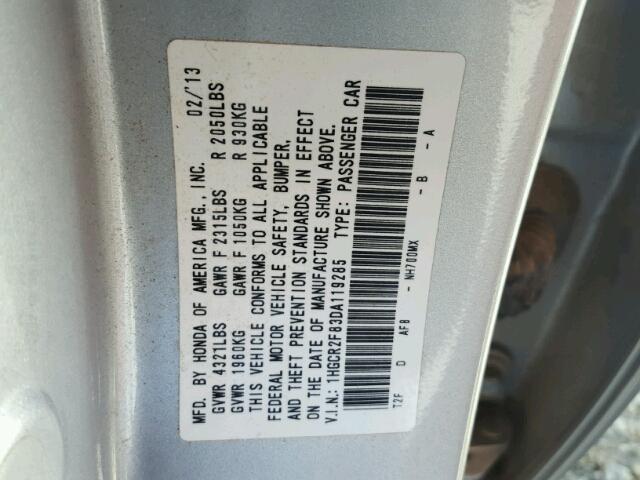 MFD. BY HONDA OF AMERICA MFG., INC. 02/'13
GVWR 4321LBS GAWR F 2315LBS R 2050LBS
GVWR 1960KG GAWR F 1050KG R 930KG
THIS VEHICLE CONFORMS TO ALL APPLICABLE
FEDERAL MOTOR VEHICLE SAFETY, BUMPER,
AND THEFT PREVENTION STANDARDS IN EFFECT
ON THE DATE OF MANUFACTURE SHOWN ABOVE.
V.I.N.: 1HGCR2F83DA119285 TYPE: PASSENGER CAR
T2F D AF8 - NH700MX - B - A